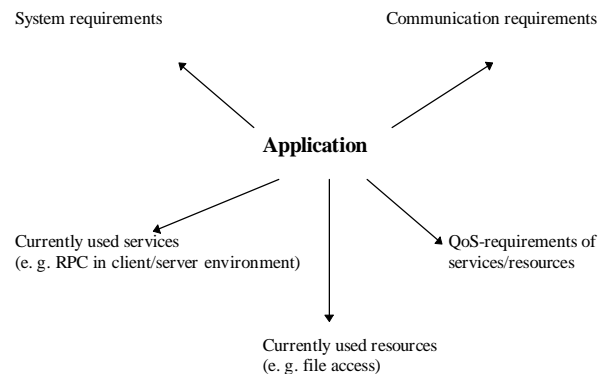 System requirements
Communication requirements
Application
Currently used services
(e. g. RPC in client/server environment)
QoS-requirements of
services/resources
Currently used resources
(e. g. file access)